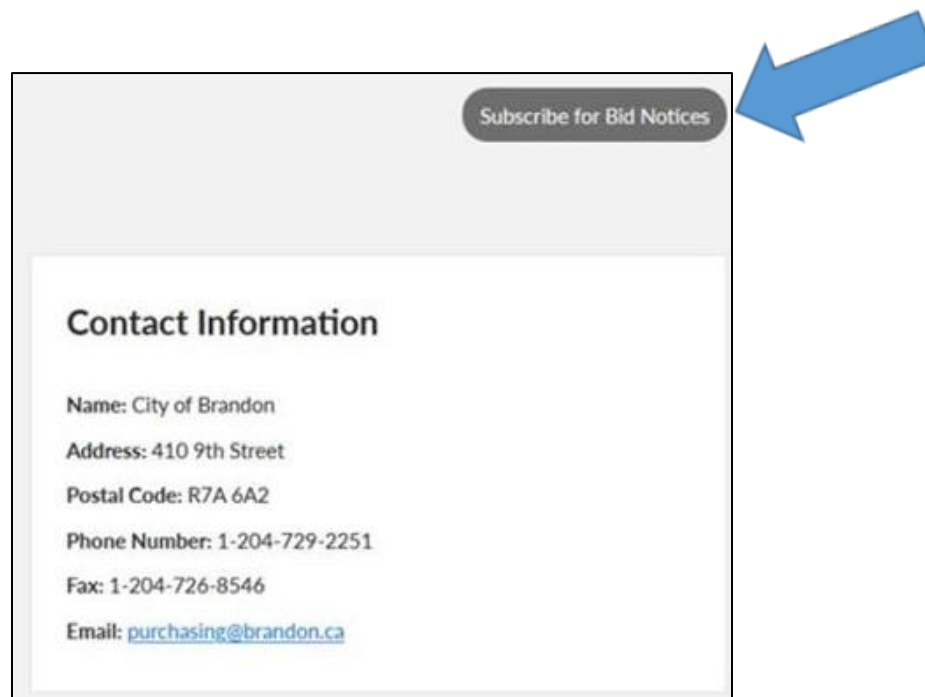 Subscribe for Bid Notices
Contact Information
Name: City of Brandon
Address: 410 9th Street
Postal Code: R7A 6A2
Phone Number: 1-204-729-2251
Fax: 1-204-726-8546
Email: purchasing@brandon.ca